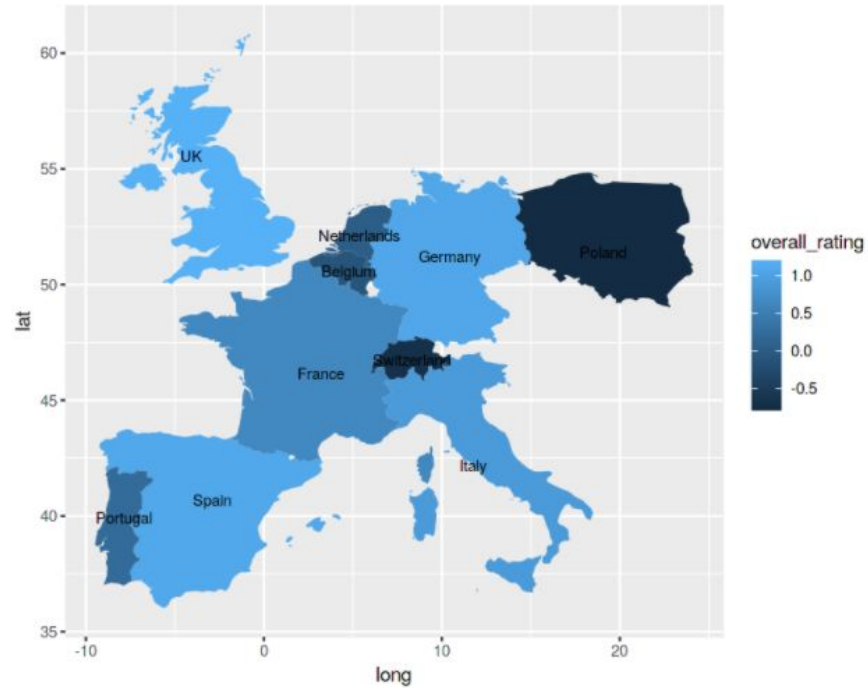 60
55
50
45
40
35
lat
-10
0
10
20
long
UK
Netherlands
Belgium
Germany
Poland
Switzerland
France
Italy
Spain
Portugal
overall_rating
1.0
0.5
0.0
-0.5